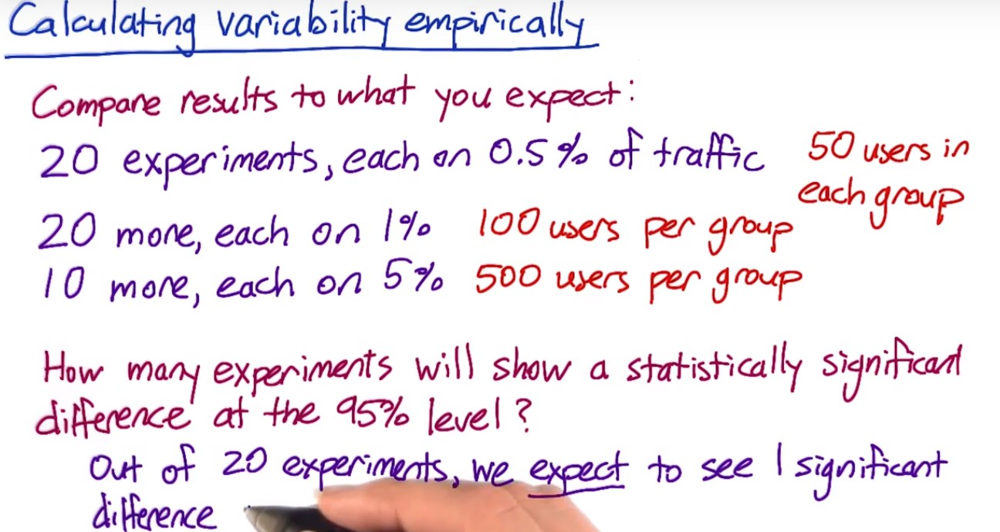 Calculating variability empirically
Compare results to what you expect:
20 experiments, each on 0.5% of traffic 50 users in each group
20 more, each on 1% 100 users per group
10 more, each on 5% 500 users per group
How many experiments will show a statistically significant
difference at the 95% level?
Out of 20 experiments, we expect to see 1 significant
difference